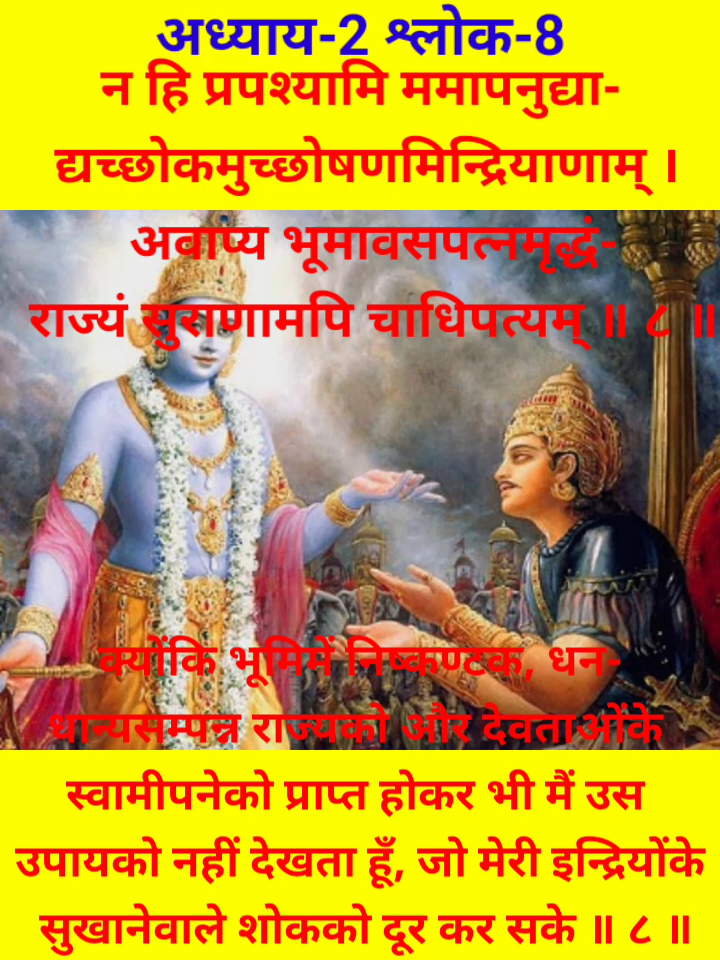 अध्याय-2 श्लोक-8
न हि प्रपश्यामि ममापनुद्या-
द्यच्छोकमुच्छोषणमिन्द्रियाणाम् ।
अवाप्य भूमावसपत्नमृद्धं-
राज्यं सुराणामपि चाधिपत्यम् ॥ ८ ॥
क्योंकि भूमिमें निष्कण्टक, धन-
धान्यसम्पन्न राज्यको और देवताओंके
स्वामीपनेको प्राप्त होकर भी मैं उस
उपायको नहीं देखता हूँ, जो मेरी इन्द्रियोंके
सुखानेवाले शोकको दूर कर सके ॥ ८ ॥